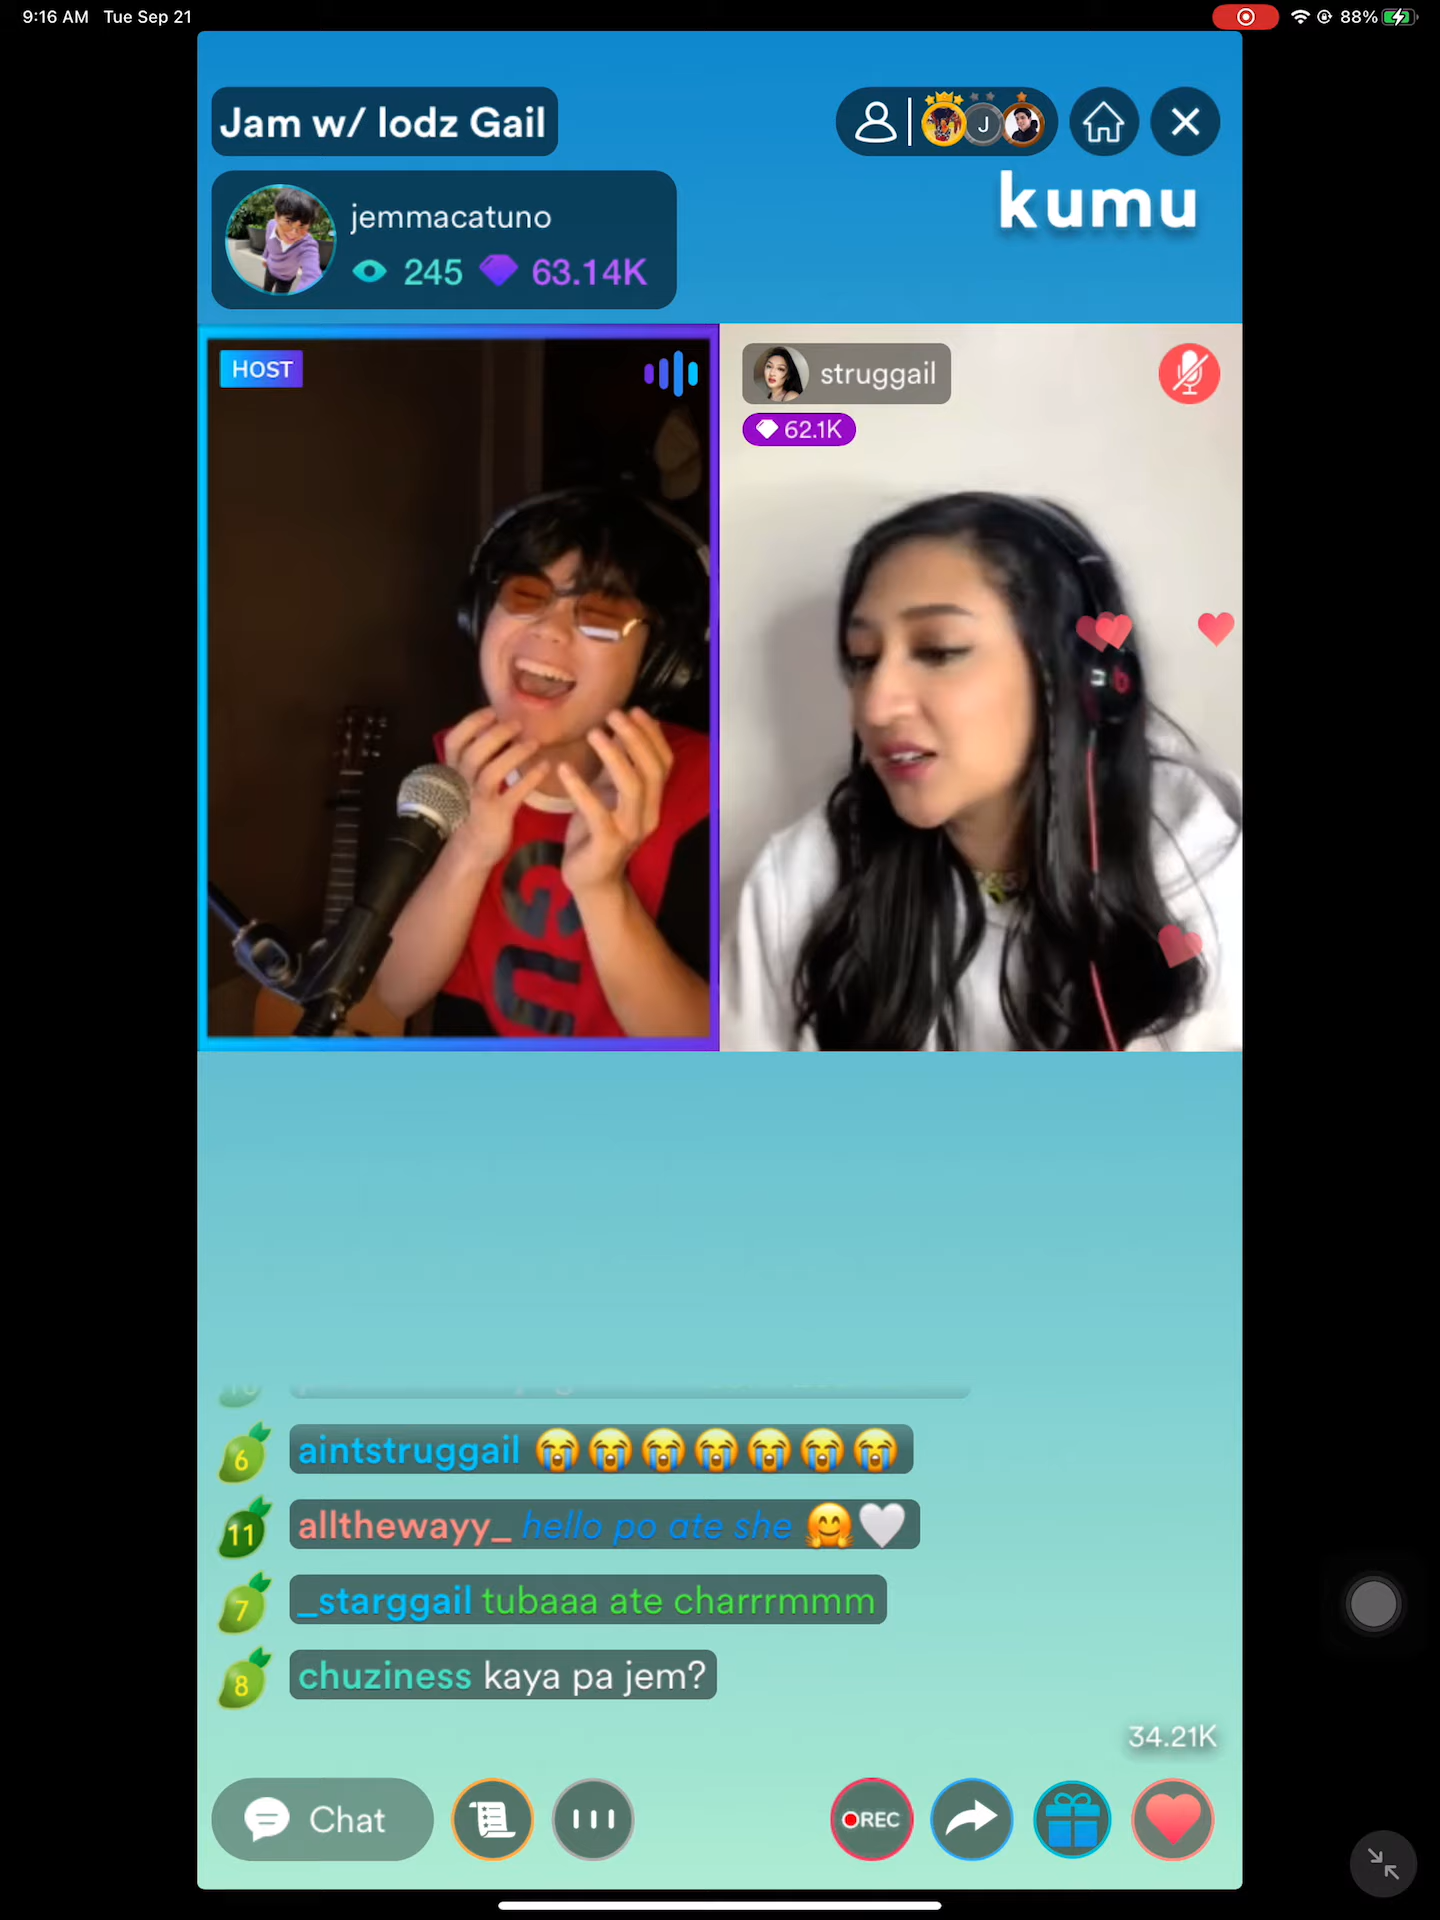 9:16 AM Tue Sep 21
88%
Jam w/ lodz Gail
J
kumu
jemmacatuno
245 63.14K
HOST
struggail
62.1K
GU
6 aintstruggail 😭😭😭😭😭😭😭
11 allthewayy_ hello po ate she 🤗🤍
7 _starggail tubaaa ate charrrmmm
8 chuziness kaya pa jem?
34.21K
Chat
REC